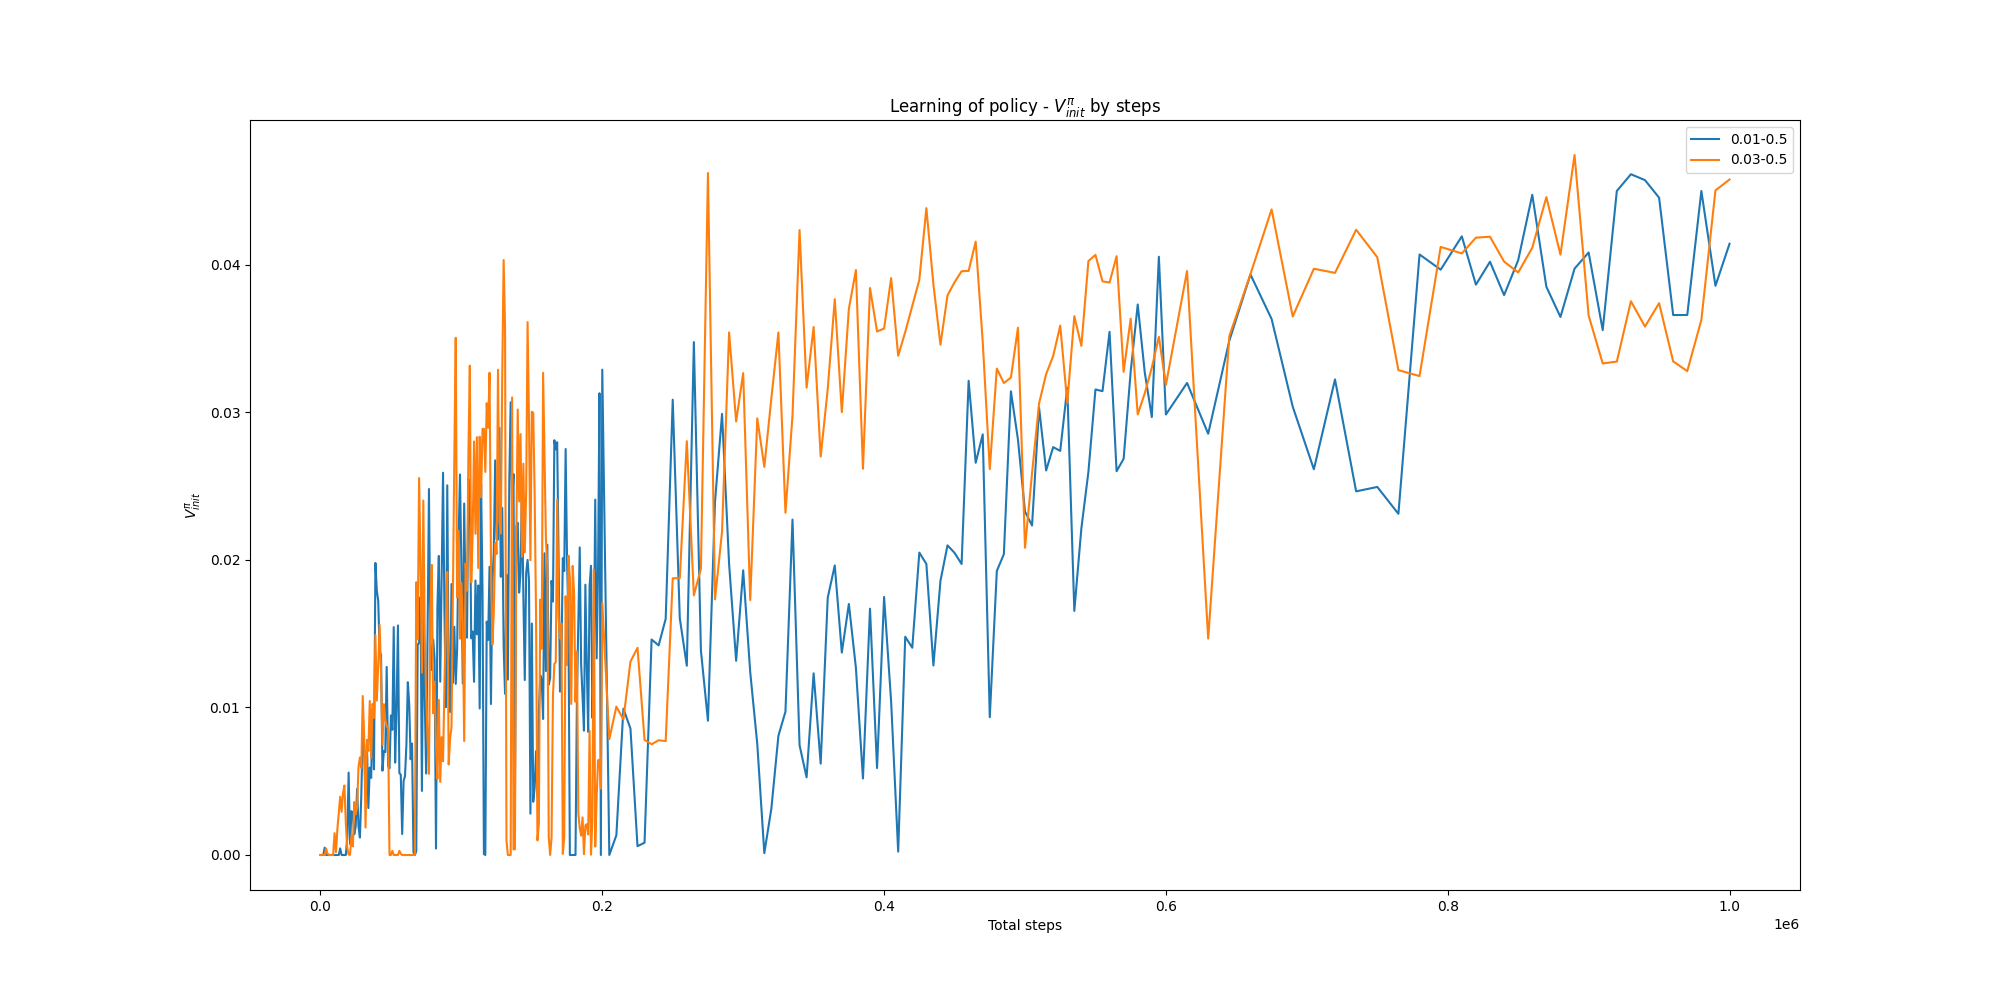 Learning of policy - $V^{\pi}_{init}$ by steps
0.01-0.5
0.03-0.5
$V^{\pi}_{init}$
0.04
0.03
0.02
0.01
0.00
0.0 0.2 0.4 0.6 0.8 1.0
Total steps
1e6